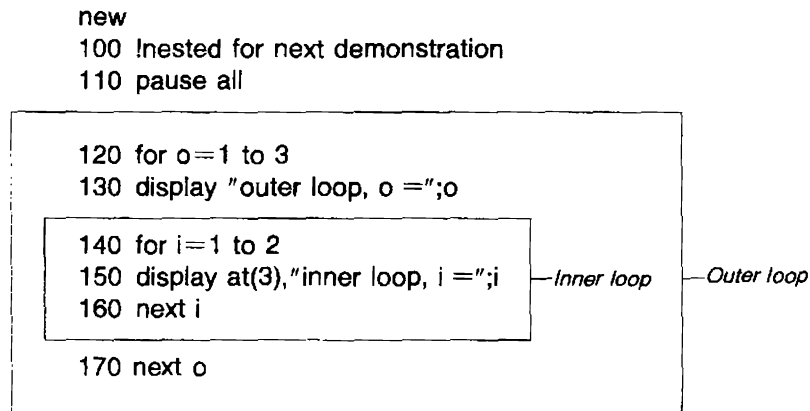 new
100 !nested for next demonstration
110 pause all
120 for o=1 to 3
130 display "outer loop, o =";o
140 for i=1 to 2
150 display at(3),"inner loop, i =";i
160 next i
170 next o
Inner loop
Outer loop